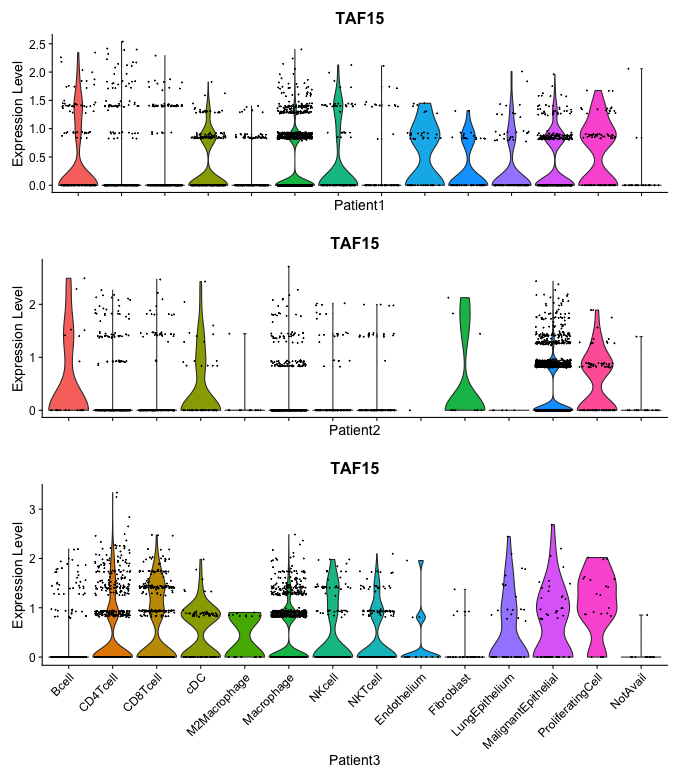 TAF15
Expression Level
2.5
2.0
1.5
1.0
0.5
0.0
Patient1
TAF15
Expression Level
2
1
0
Patient2
TAF15
Expression Level
3
2
1
0
Bcell
CD4Tcell
CD8Tcell
cDC
M2Macrophage
Macrophage
NKcell
NKTcell
Endothelium
Fibroblast
LungEpithelium
MalignantEpithelial
ProliferatingCell
NotAvail
Patient3